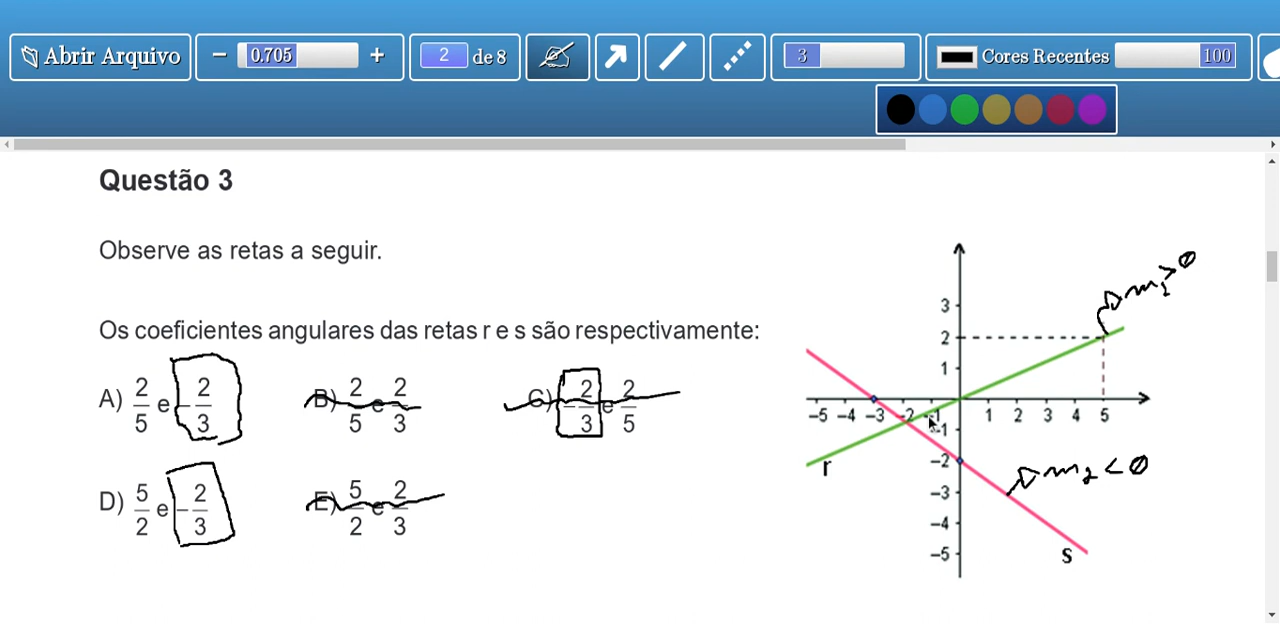 Abrir Arquivo − 0.705 + 2 de 8 3 Cores Recentes 100
Questão 3
Observe as retas a seguir.
Os coeficientes angulares das retas r e s são respectivamente:
A) 2/5 e −2/3 B) 2/5 e 2/3 C) −2/3 e 2/5
D) 5/2 e −2/3 E) 5/2 e 2/3
m₁>0
3
2
1
−5 −4 −3 −2 −1 1 2 3 4 5
−1
r
−2
m₂<0
−3
−4
−5
s